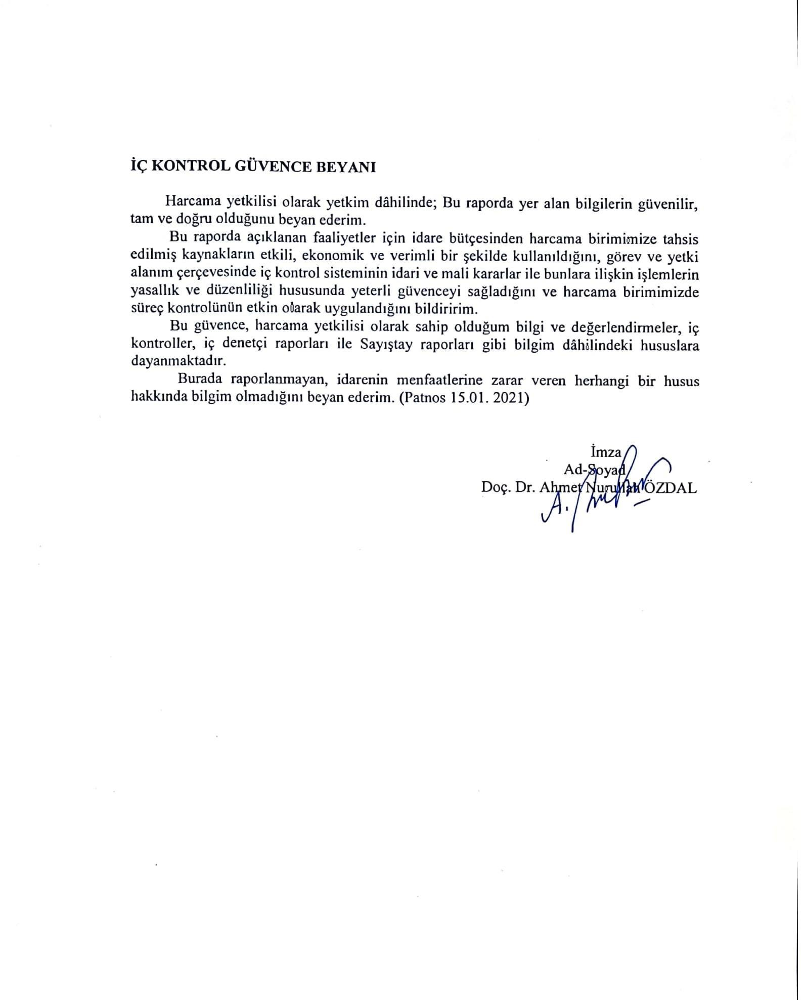 İÇ KONTROL GÜVENCE BEYANI
Harcama yetkilisi olarak yetkim dâhilinde; Bu raporda yer alan bilgilerin güvenilir,
tam ve doğru olduğunu beyan ederim.
Bu raporda açıklanan faaliyetler için idare bütçesinden harcama birimimize tahsis
edilmiş kaynakların etkili, ekonomik ve verimli bir şekilde kullanıldığını, görev ve yetki
alanım çerçevesinde iç kontrol sisteminin idari ve mali kararlar ile bunlara ilişkin işlemlerin
yasallık ve düzenliliği hususunda yeterli güvenceyi sağladığını ve harcama birimimizde
süreç kontrolünün etkin olarak uygulandığını bildiririm.
Bu güvence, harcama yetkilisi olarak sahip olduğum bilgi ve değerlendirmeler, iç
kontroller, iç denetçi raporları ile Sayıştay raporları gibi bilgim dâhilindeki hususlara
dayanmaktadır.
Burada raporlanmayan, idarenin menfaatlerine zarar veren herhangi bir husus
hakkında bilgim olmadığını beyan ederim. (Patnos 15.01. 2021)
İmza
Ad-Soyad
Doç. Dr. Ahmet Nurullah ÖZDAL
A.